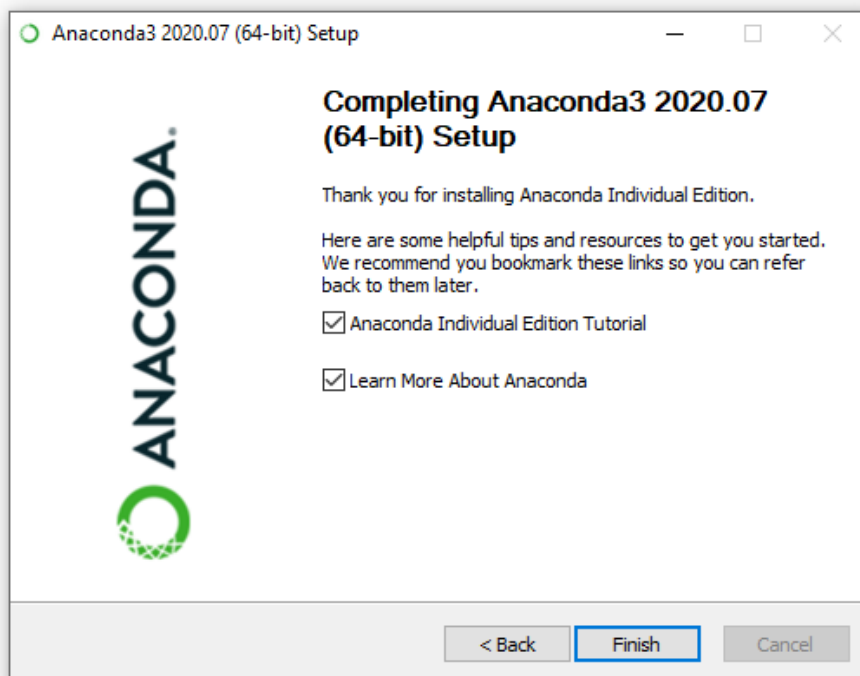 Anaconda3 2020.07 (64-bit) Setup
Completing Anaconda3 2020.07
(64-bit) Setup
Thank you for installing Anaconda Individual Edition.
Here are some helpful tips and resources to get you started.
We recommend you bookmark these links so you can refer
back to them later.
Anaconda Individual Edition Tutorial
Learn More About Anaconda
ANACONDA.
< Back
Finish
Cancel